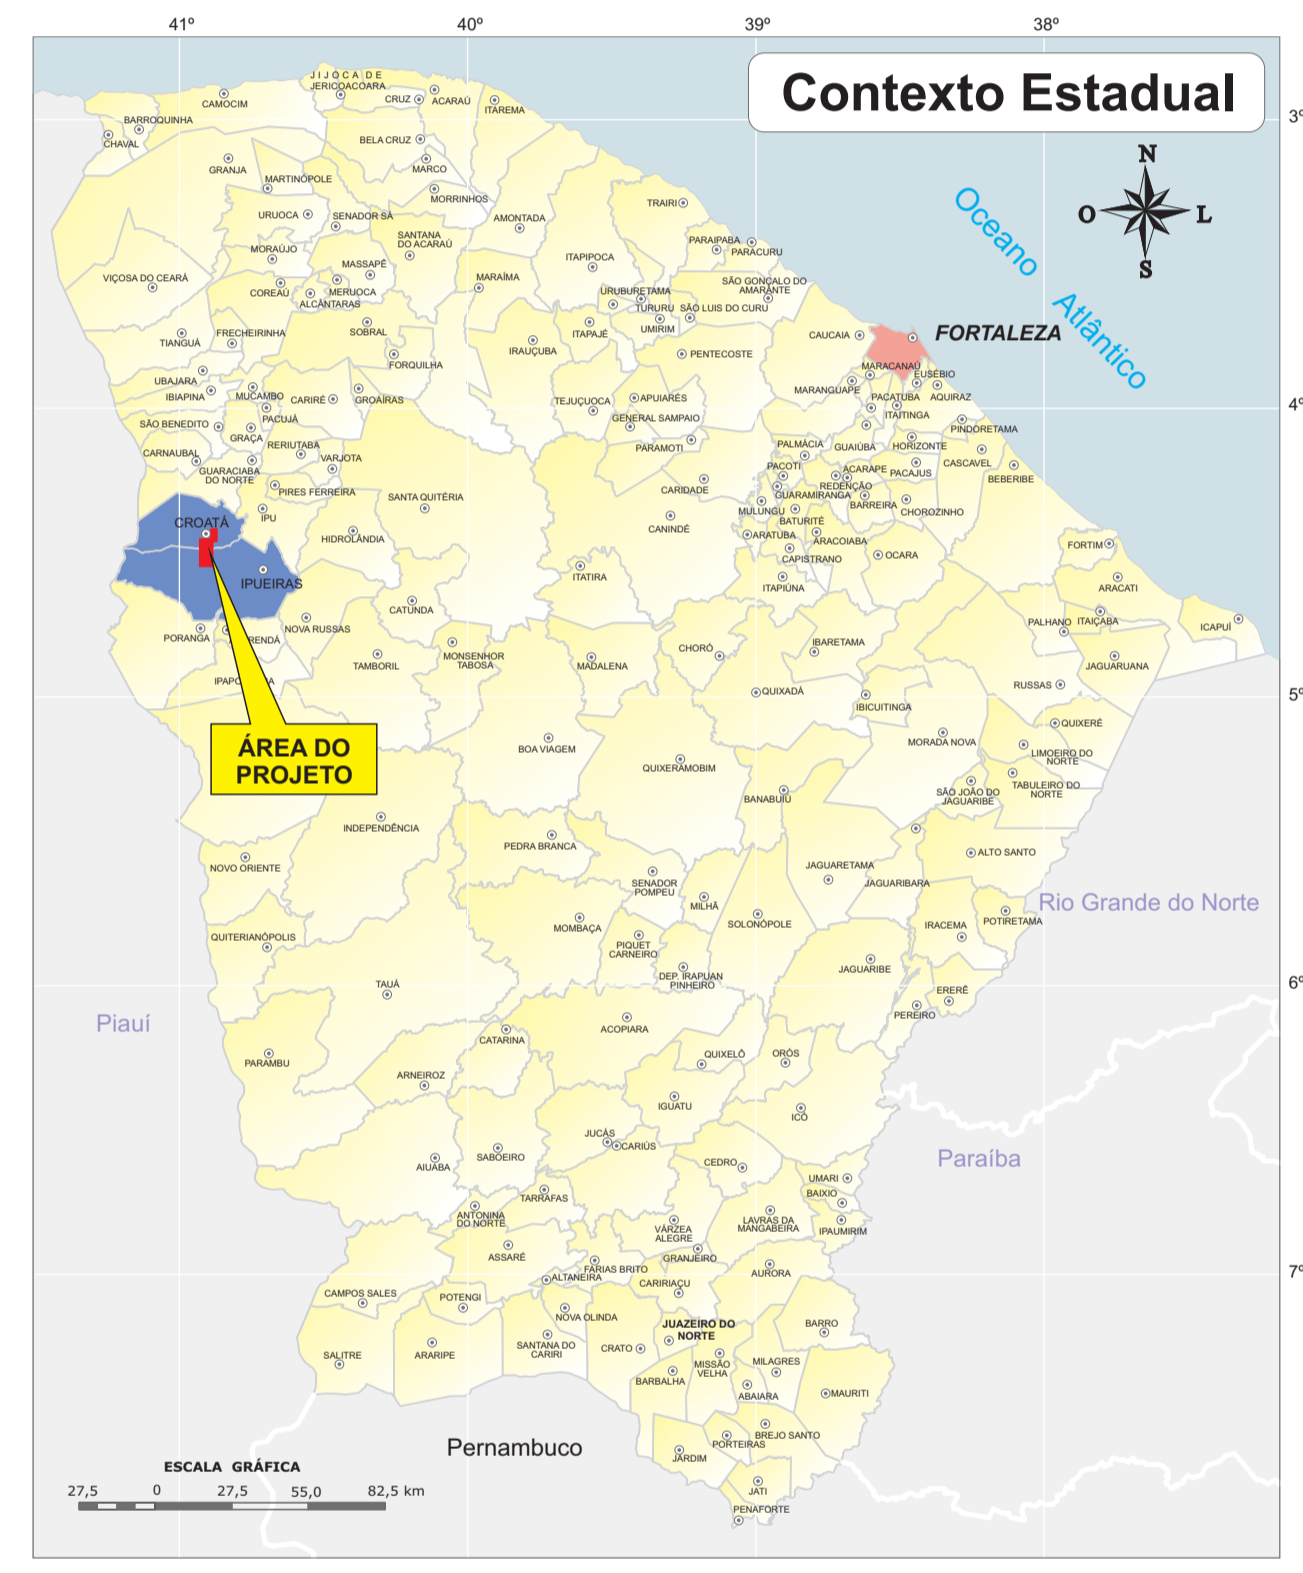 41º 40º 39º 38º
Contexto Estadual
3º
4º
5º
6º
7º
N
O L
S
Oceano
Atlântico
JIJOCA DE
JERICOACOARA
CAMOCIM
CRUZ
ACARAÚ
ITAREMA
BARROQUINHA
CHAVAL
BELA CRUZ
GRANJA
MARCO
MARTINÓPOLE
MORRINHOS
TRAIRI
URUOCA
SENADOR SÁ
AMONTADA
SANTANA
DO ACARAÚ
PARAIPABA
PARACURU
MORAÚJO
MASSAPÊ
ITAPIPOCA
VIÇOSA DO CEARÁ
MARAÍMA
SÃO GONÇALO DO
AMARANTE
COREAÚ
MERUOCA
ALCÂNTARAS
URUBURETAMA
TURURU
SÃO LUIS DO CURU
UMIRIM
FRECHEIRINHA
SOBRAL
ITAPAJÉ
CAUCAIA
FORTALEZA
TIANGUÁ
IRAUÇUBA
PENTECOSTE
FORQUILHA
MARACANAÚ
EUSÉBIO
UBAJARA
IBIAPINA
MUCAMBO
CARIRÉ
GROAÍRAS
TEJUÇUOCA
APUIARÉS
MARANGUAPE
PACATUBA
AQUIRAZ
ITAITINGA
PACUJÁ
GENERAL SAMPAIO
SÃO BENEDITO
GRAÇA
PINDORETAMA
RERIUTABA
PARAMOTI
PALMÁCIA
GUAIÚBA
HORIZONTE
CARNAUBAL
VARJOTA
PACOTI
ACARAPE
PACAJUS
CASCAVEL
GUARACIABA
DO NORTE
REDENÇÃO
BEBERIBE
PIRES FERREIRA
SANTA QUITÉRIA
CARIDADE
GUARAMIRANGA
BARREIRA
MULUNGU
CHOROZINHO
CROATÁ
IPU
CANINDÉ
BATURITÉ
HIDROLÂNDIA
ARATUBA
ARACOIABA
FORTIM
CAPISTRANO
OCARA
IPUEIRAS
ITATIRA
ITAPIÚNA
ARACATI
CATUNDA
PORANGA
RENDÁ
NOVA RUSSAS
PALHANO
ITAIÇABA
ICAPUÍ
IBARETAMA
CHORÓ
MONSENHOR
TABOSA
TAMBORIL
MADALENA
JAGUARUANA
IPAPO
A
RUSSAS
QUIXADÁ
IBICUITINGA
QUIXERÉ
ÁREA DO
PROJETO
BOA VIAGEM
MORADA NOVA
LIMOEIRO DO
NORTE
QUIXERAMOBIM
TABULEIRO DO
NORTE
BANABUIÚ
SÃO JOÃO DO
JAGUARIBE
INDEPENDÊNCIA
PEDRA BRANCA
ALTO SANTO
NOVO ORIENTE
JAGUARETAMA
SENADOR
POMPEU
JAGUARIBARA
Rio Grande do Norte
MILHÃ
SOLONÓPOLE
MOMBAÇA
IRACEMA
POTIRETAMA
QUITERIANÓPOLIS
PIQUET
CARNEIRO
JAGUARIBE
DEP. IRAPUAN
PINHEIRO
TAUÁ
ERERÊ
PEREIRO
Piauí
ACOPIARA
CATARINA
QUIXELÔ
ORÓS
PARAMBU
ARNEIROZ
IGUATU
ICÓ
JUCÁS
CARIÚS
SABOEIRO
CEDRO
Paraíba
AIUABA
UMARI
BAIXIO
TARRAFAS
ANTONINA
DO NORTE
LAVRAS DA
MANGABEIRA
IPAUMIRIM
VÁRZEA
ALEGRE
ASSARÉ
GRANJEIRO
FARIAS BRITO
ALTANEIRA
AURORA
CARIRIAÇU
CAMPOS SALES
POTENGI
NOVA OLINDA
JUAZEIRO DO
NORTE
BARRO
SANTANA DO
CARIRI
CRATO
SALITRE
ARARIPE
MISSÃO
VELHA
MILAGRES
BARBALHA
ABAIARA
MAURITI
BREJO SANTO
PORTEIRAS
Pernambuco
JARDIM
JATI
PENAFORTE
ESCALA GRÁFICA
27,5 0 27,5 55,0 82,5 km